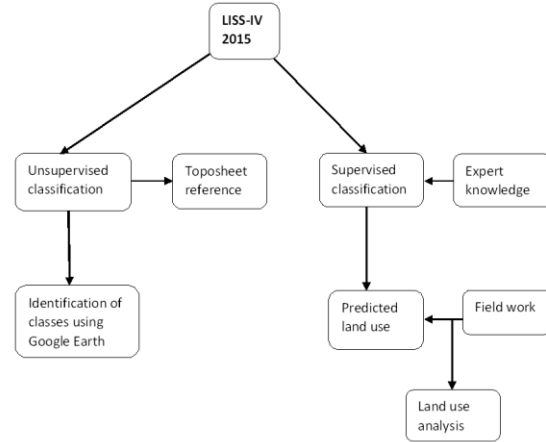 LISS-IV
2015
Unsupervised
classification
Toposheet
reference
Supervised
classification
Expert
knowledge
Identification of
classes using
Google Earth
Predicted
land use
Field work
Land use
analysis